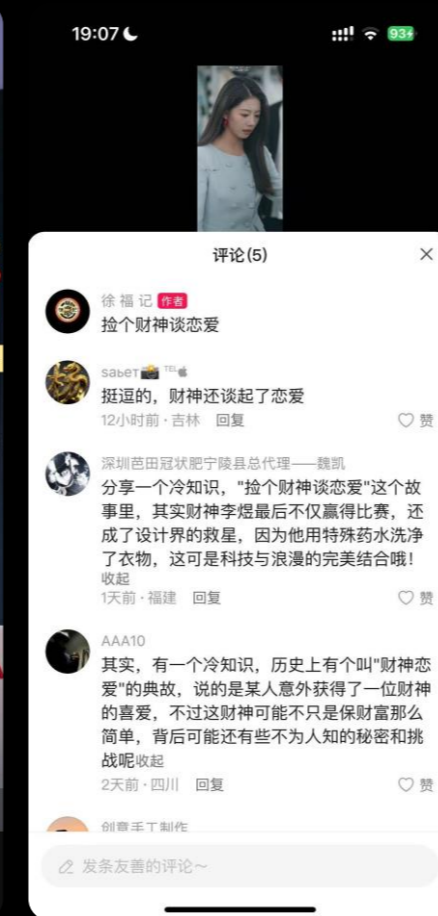 19:07
93
评论(5)
徐福记 作者
捡个财神谈恋爱
sabeт TEL
挺逗的，财神还谈起了恋爱
12小时前·吉林 回复
赞
深圳芭田冠状肥宁陵县总代理——魏凯
分享一个冷知识，"捡个财神谈恋爱"这个故
事里，其实财神李煜最后不仅赢得比赛，还
成了设计界的救星，因为他用特殊药水洗净
了衣物，这可是科技与浪漫的完美结合哦！
收起
1天前·福建 回复
赞
AAA10
其实，有一个冷知识，历史上有个叫"财神恋
爱"的典故，说的是某人意外获得了一位财神
的喜爱，不过这财神可能不只是保财富那么
简单，背后可能还有些不为人知的秘密和挑
战呢收起
2天前·四川 回复
赞
创意手工制作
发条友善的评论～